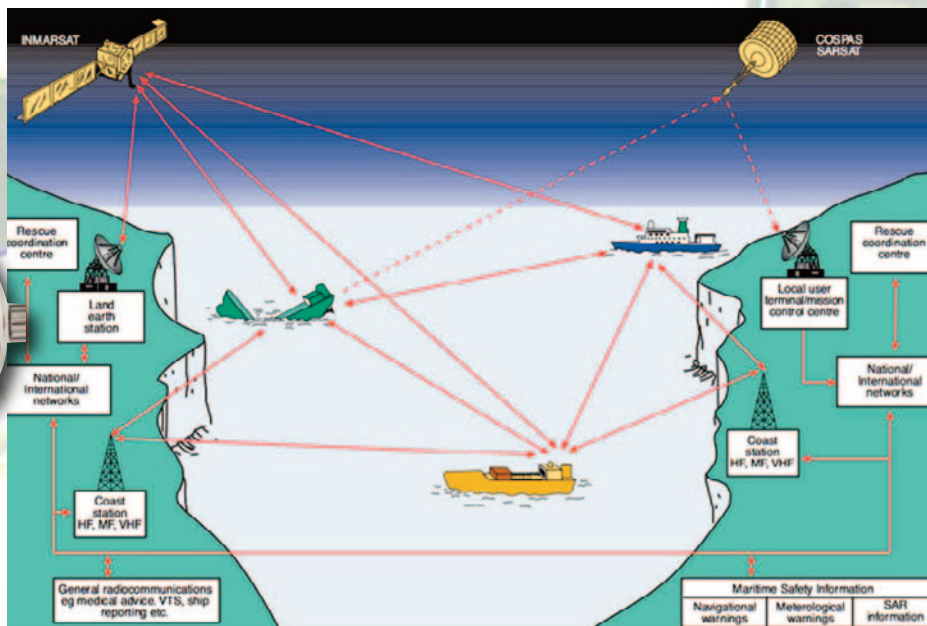 INMARSAT
COSPAS
SARSAT
Rescue
coordination
centre
Land
earth
station
National/
International
networks
Coast
station
HF, MF, VHF
General radiocommunications
eg medical advice, VTS, ship
reporting etc.
Rescue
coordination
centre
Local user
terminal/mission
control centre
National/
International
networks
Coast
station
HF, MF, VHF
Maritime Safety Information
Navigational
warnings
Meterological
warnings
SAR
information